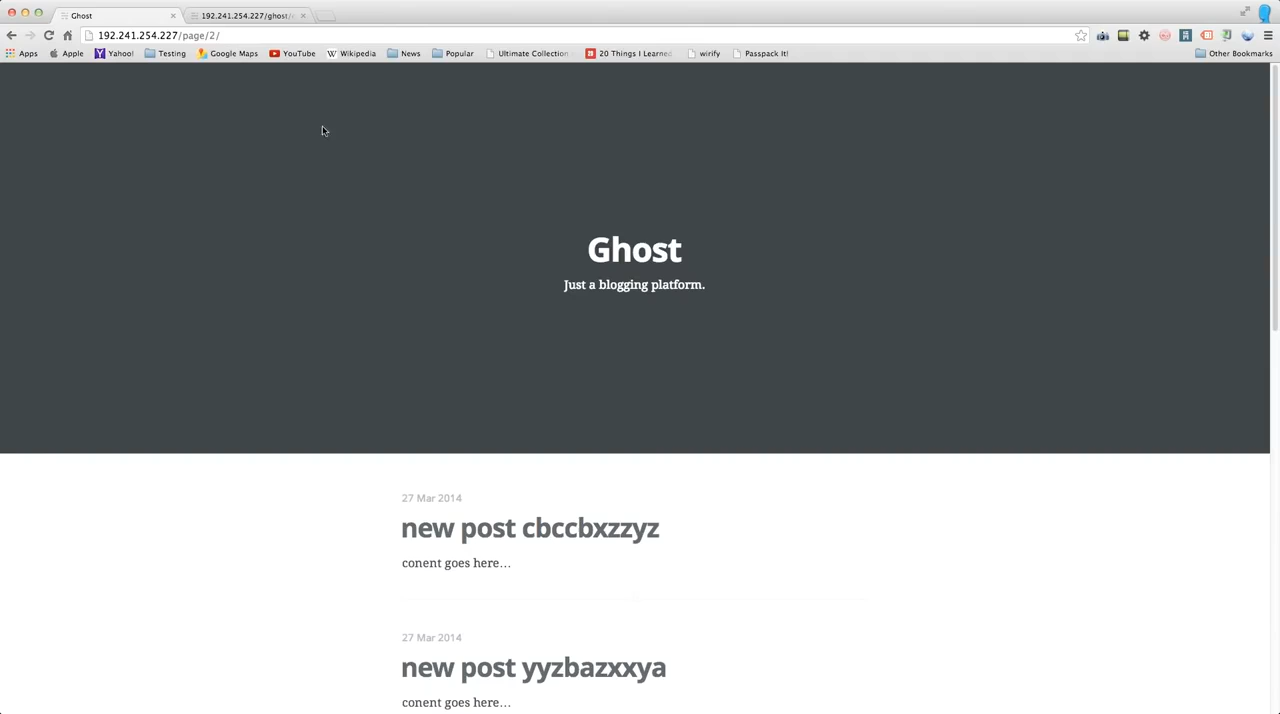 Ghost
192.241.254.227/ghost/
192.241.254.227/page/2/
Apps Apple Yahoo! Testing Google Maps YouTube Wikipedia News Popular Ultimate Collection 20 Things I Learned wirify Passpack It! Other Bookmarks
Ghost
Just a blogging platform.
27 Mar 2014
new post cbccbxzzyz
conent goes here…
27 Mar 2014
new post yyzbazxxya
conent goes here…